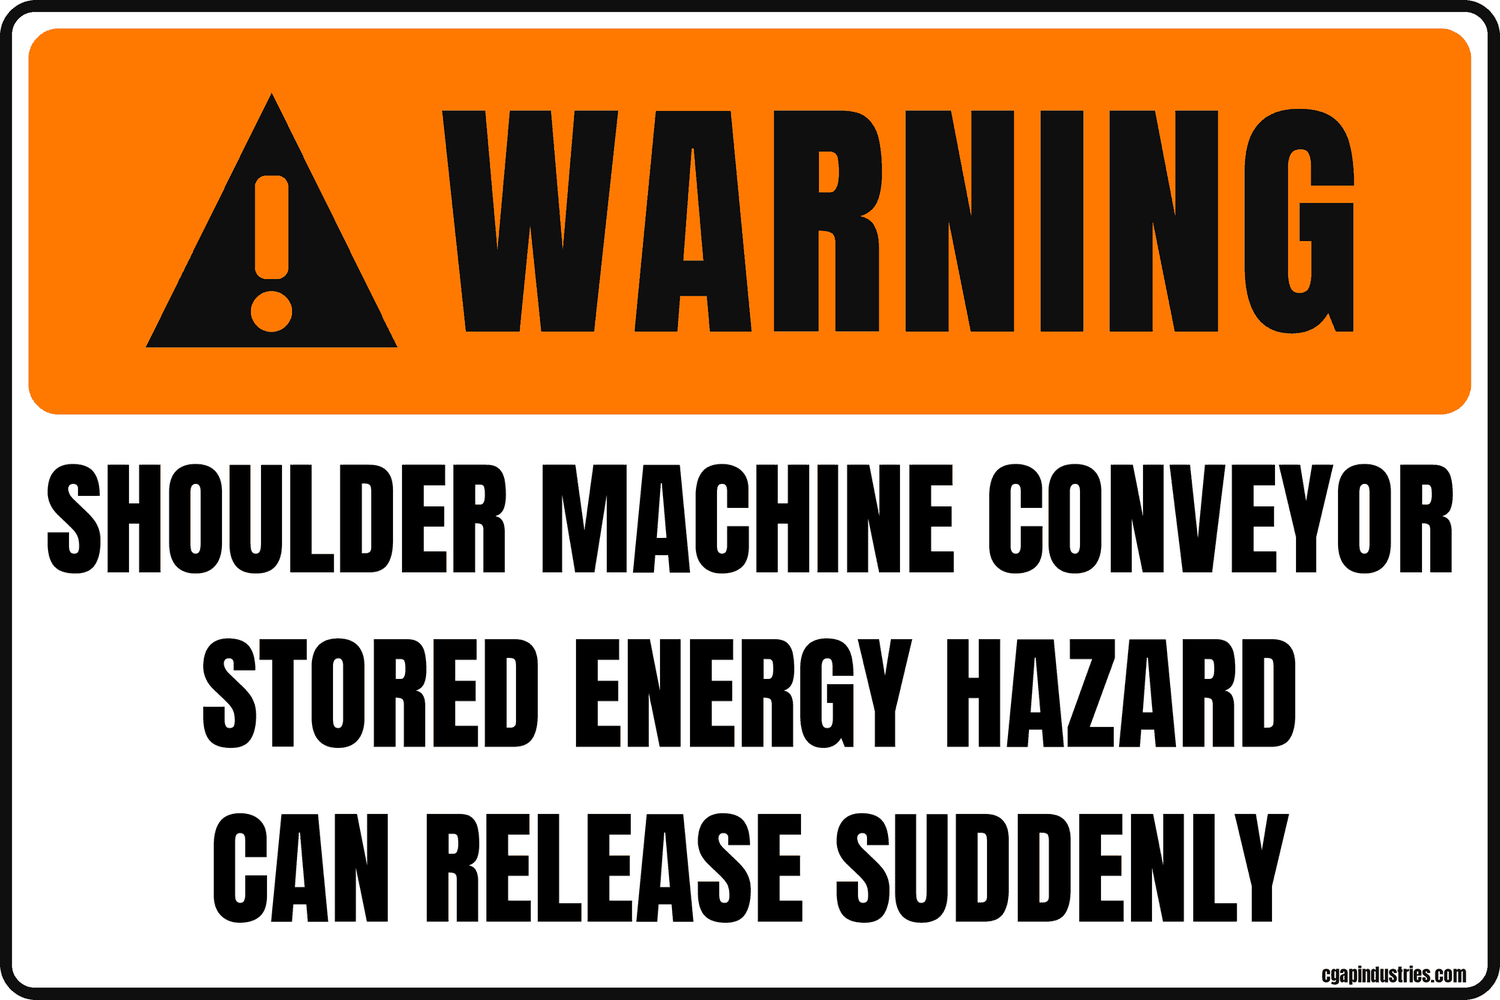 WARNING
SHOULDER MACHINE CONVEYOR
STORED ENERGY HAZARD
CAN RELEASE SUDDENLY
cgapindustries.com